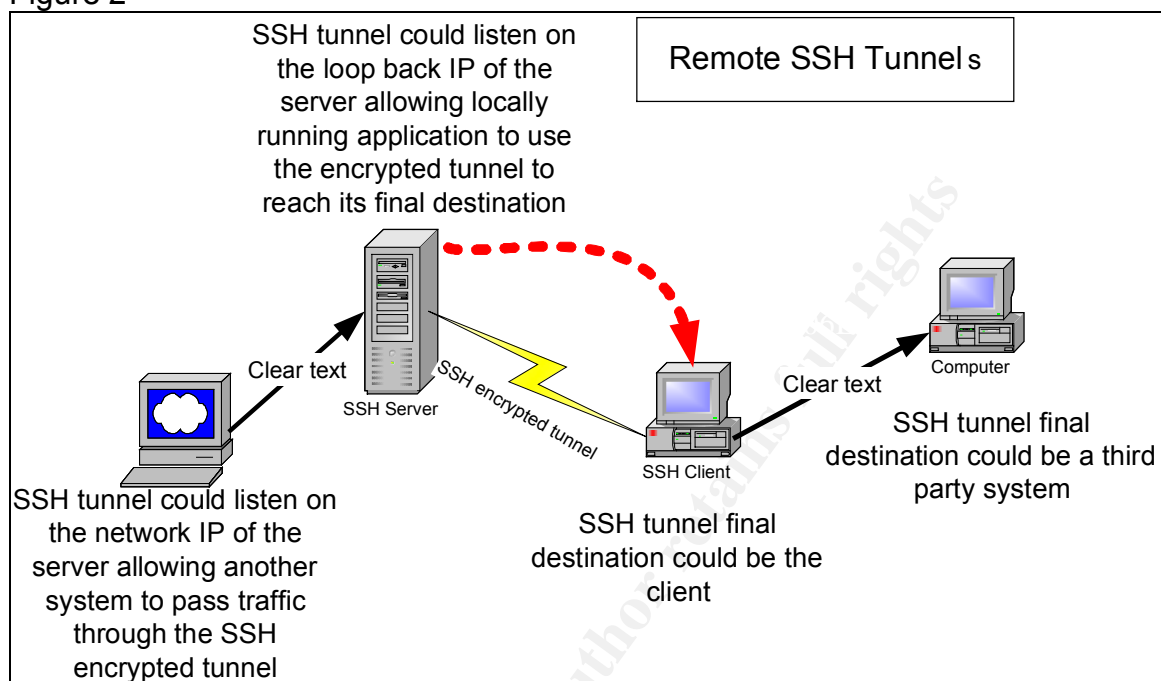 Figure 2
SSH tunnel could listen on
the loop back IP of the
server allowing locally
running application to use
the encrypted tunnel to
reach its final destination
Remote SSH Tunnels
Clear text
SSH Server
SSH encrypted tunnel
SSH Client
Clear text
Computer
SSH tunnel final
destination could be a third
party system
SSH tunnel could listen on
the network IP of the
server allowing another
system to pass traffic
through the SSH
encrypted tunnel
SSH tunnel final
destination could be the
client
author retains full rights